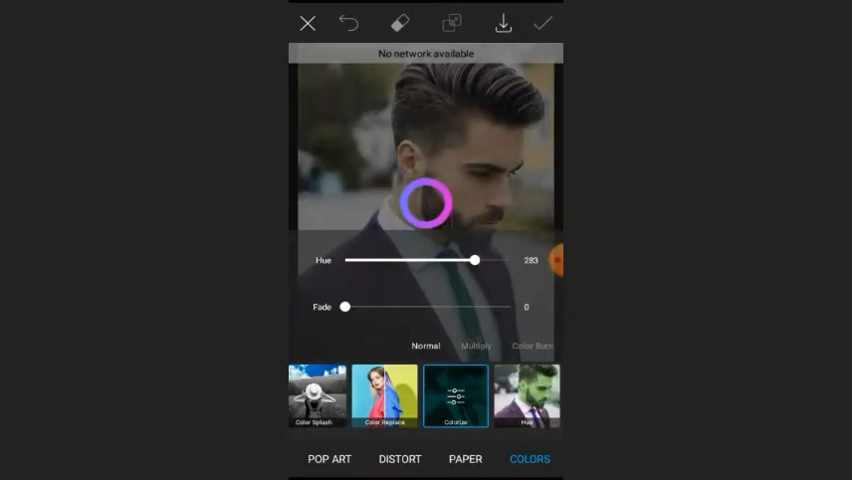 No network available
Hue 283
Fade 0
Normal Multiply Color Burn
Color Splash Color Replace Colorize Hue
POP ART DISTORT PAPER COLORS